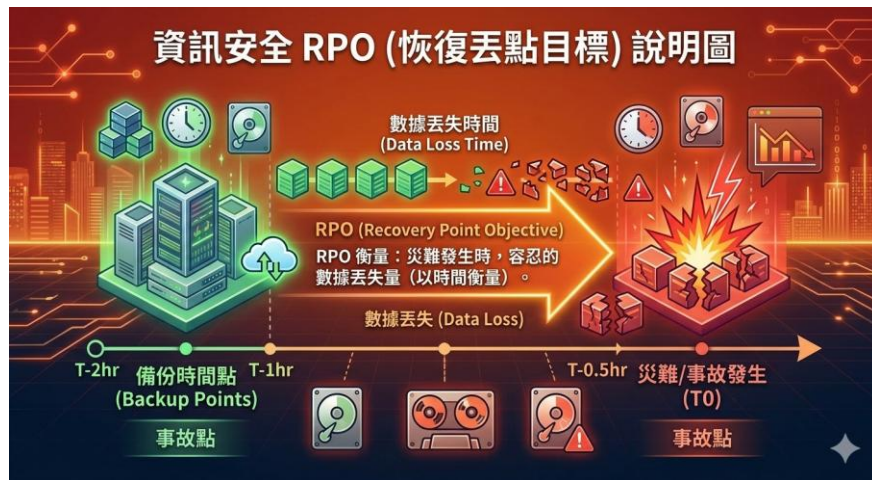 資訊安全 RPO (恢復丟點目標) 說明圖
數據丟失時間
(Data Loss Time)
RPO (Recovery Point Objective)
RPO 衡量：災難發生時，容忍的
數據丟失量（以時間衡量）。
數據丟失 (Data Loss)
T-2hr
備份時間點
(Backup Points)
T-1hr
T-0.5hr
災難/事故發生
(T0)
事故點
事故點